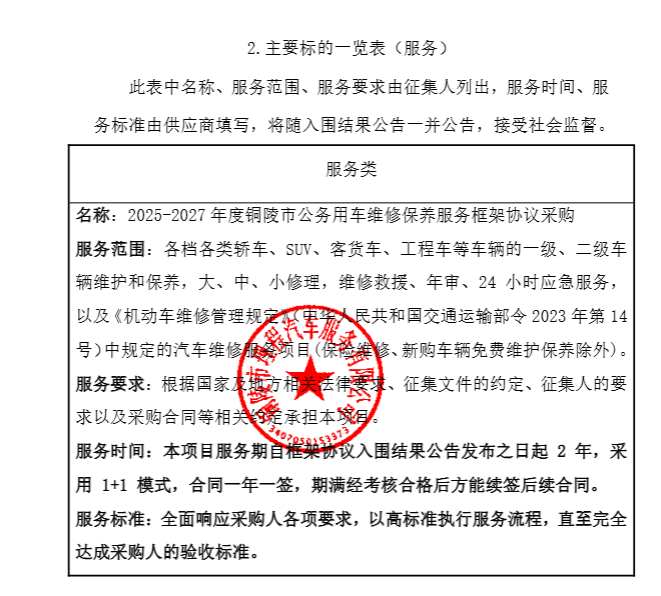 2.主要标的一览表（服务）
此表中名称、服务范围、服务要求由征集人列出，服务时间、服
务标准由供应商填写，将随入围结果公告一并公告，接受社会监督。
服务类
名称：2025-2027 年度铜陵市公务用车维修保养服务框架协议采购
服务范围：各档各类轿车、SUV、客货车、工程车等车辆的一级、二级车
辆维护和保养，大、中、小修理，维修救援、年审、24 小时应急服务，
以及《机动车维修管理规定》（中华人民共和国交通运输部令 2023 年第 14
号）中规定的汽车维修服务项目(保险维修、新购车辆免费维护保养除外)。
服务要求：根据国家及地方相关法律要求、征集文件的约定、征集人的要
求以及采购合同等相关约定承担本项目。
服务时间：本项目服务期自框架协议入围结果公告发布之日起 2 年，采
用 1+1 模式，合同一年一签，期满经考核合格后方能续签后续合同。
服务标准：全面响应采购人各项要求，以高标准执行服务流程，直至完全
达成采购人的验收标准。
铜陵市 程汽车服务有限公司
3407050153373